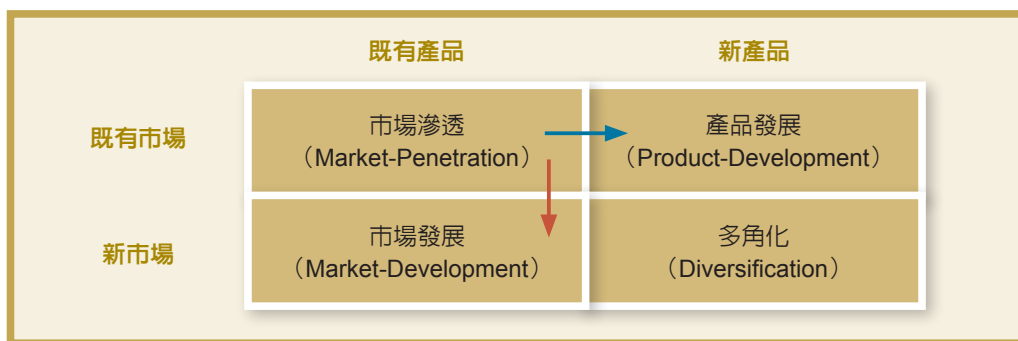 既有產品 新產品
既有市場
市場滲透
（Market-Penetration）
產品發展
（Product-Development）
新市場
市場發展
（Market-Development）
多角化
（Diversification）